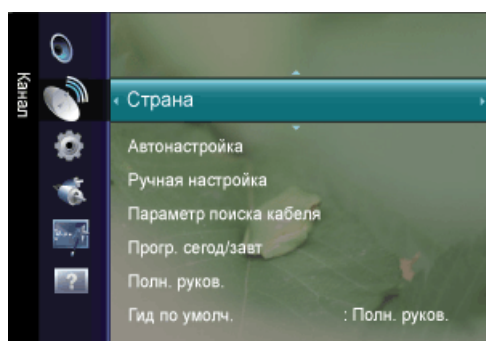 Канал
Страна
Автонастройка
Ручная настройка
Параметр поиска кабеля
Прогр. сегод/завт
Полн. руков.
Гид по умолч. : Полн. руков.